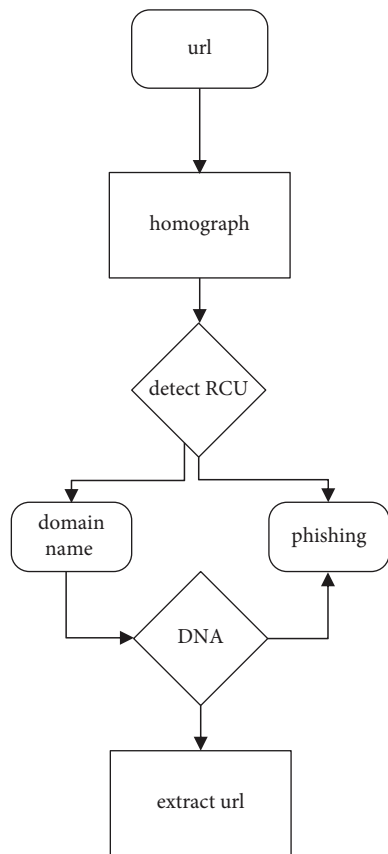 url
homograph
detect RCU
domain
name
phishing
DNA
extract url